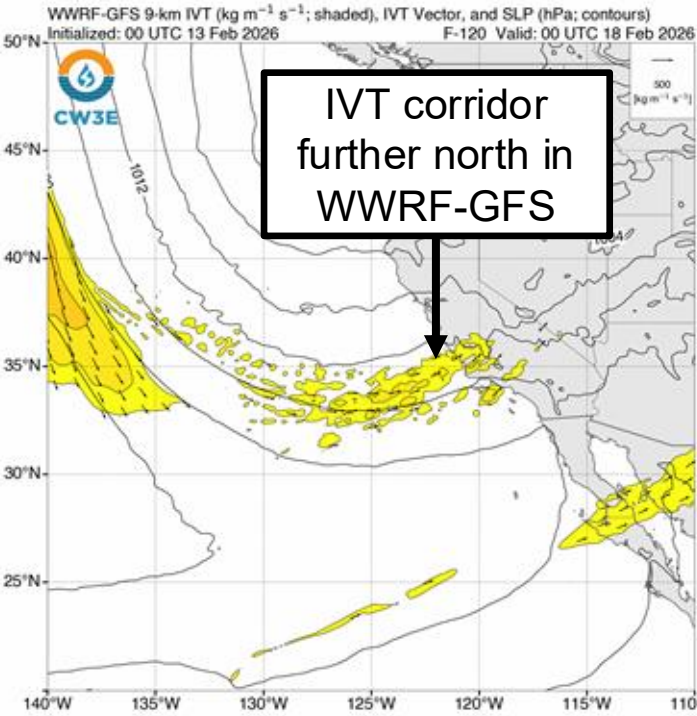 WWRF-GFS 9-km IVT (kg m⁻¹ s⁻¹; shaded), IVT Vector, and SLP (hPa; contours)
Initialized: 00 UTC 13 Feb 2026 F-120 Valid: 00 UTC 18 Feb 2026
50°N
500
[kg m⁻¹ s⁻¹]
CW3E
IVT corridor
further north in
WWRF-GFS
45°N
1012
40°N
35°N
30°N
25°N
140°W 135°W 130°W 125°W 120°W 115°W 110